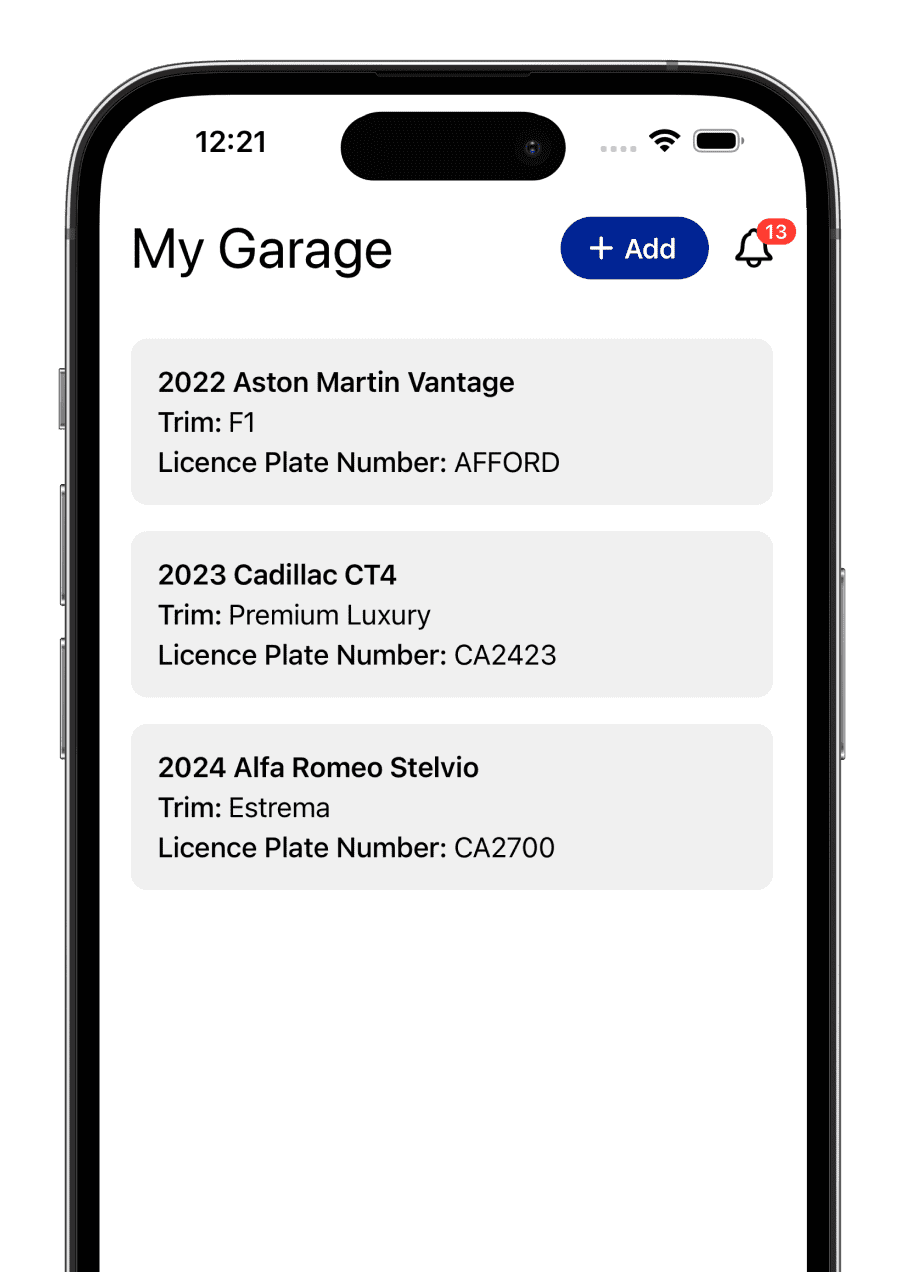 12:21
My Garage
+ Add
13
2022 Aston Martin Vantage
Trim: F1
Licence Plate Number: AFFORD
2023 Cadillac CT4
Trim: Premium Luxury
Licence Plate Number: CA2423
2024 Alfa Romeo Stelvio
Trim: Estrema
Licence Plate Number: CA2700